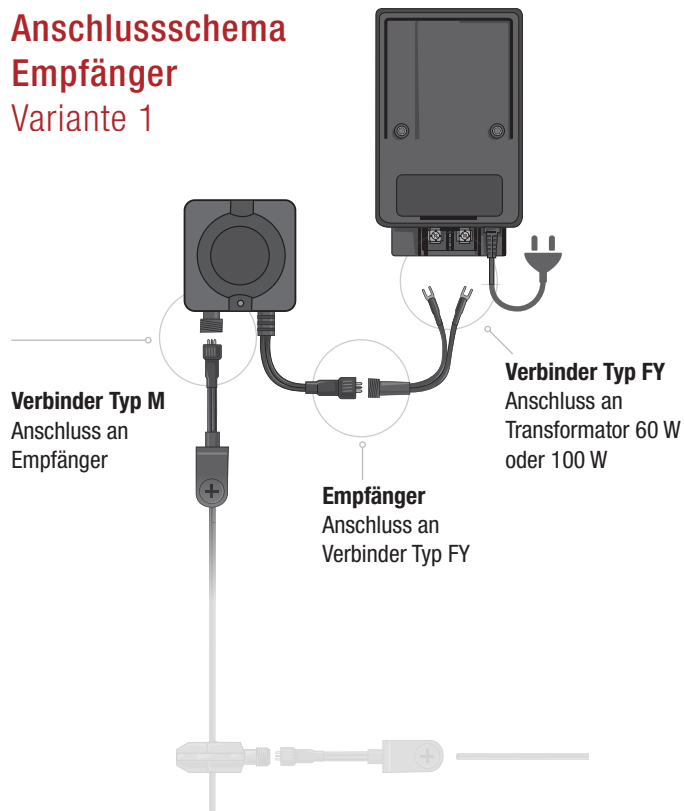 Anschlussschema
Empfänger
Variante 1
Verbinder Typ M
Anschluss an
Empfänger
Verbinder Typ FY
Anschluss an
Transformator 60 W
oder 100 W
Empfänger
Anschluss an
Verbinder Typ FY